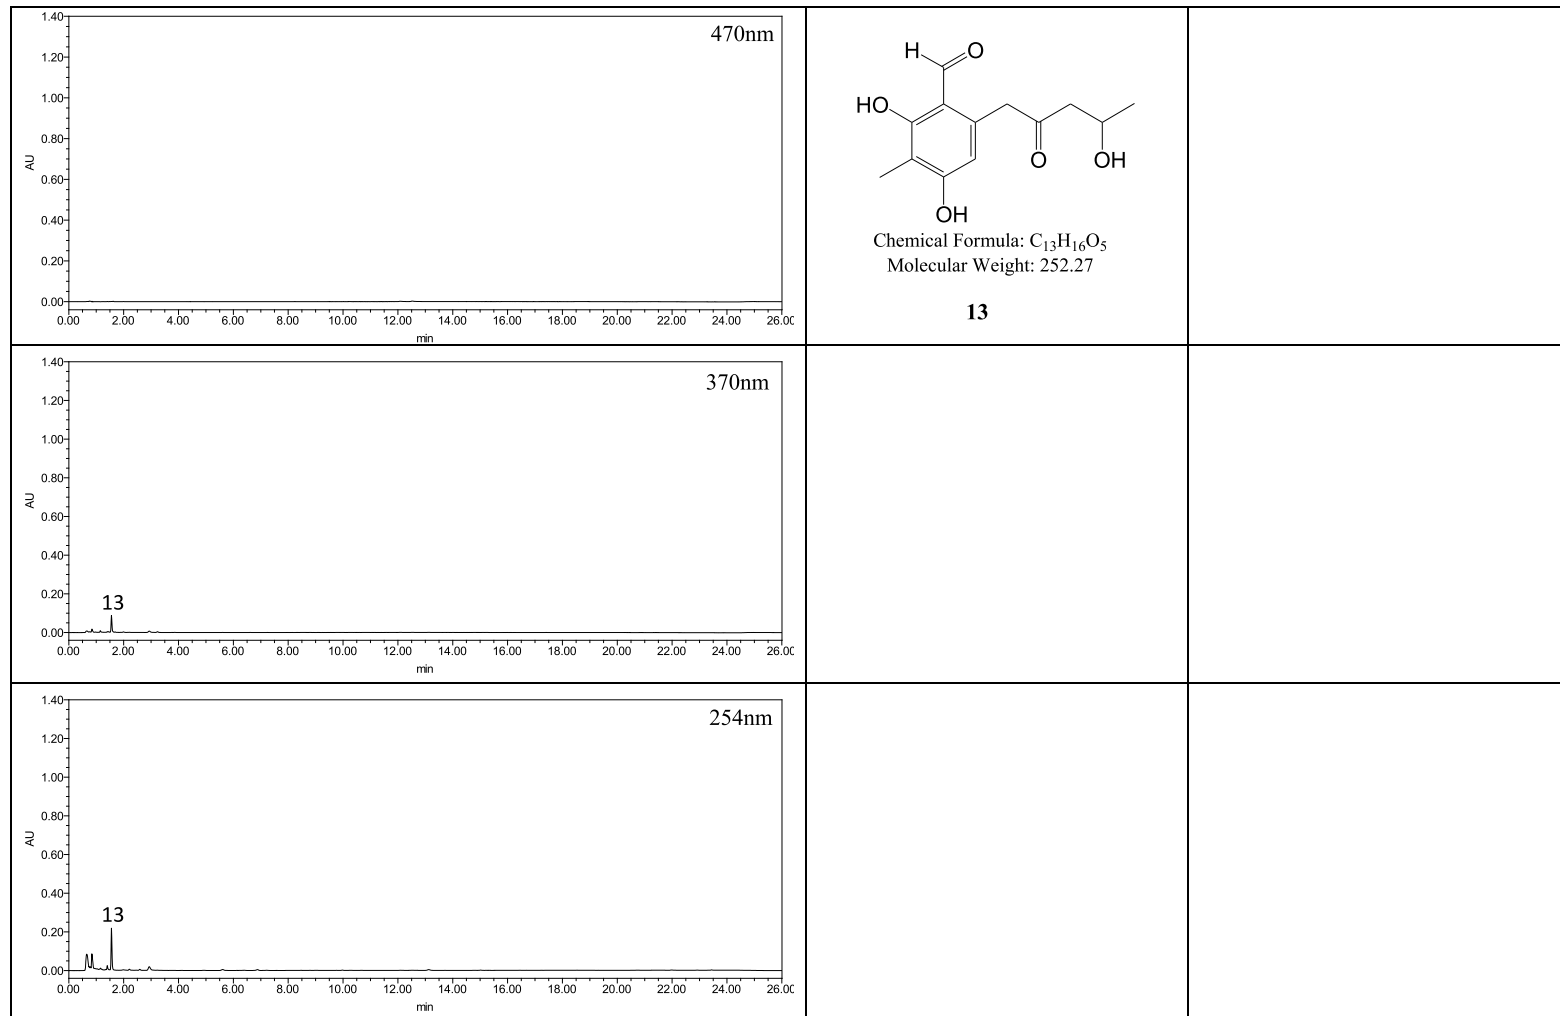 470nm
1.40
1.20
1.00
0.80
0.60
0.40
0.20
0.00
AU
0.00 2.00 4.00 6.00 8.00 10.00 12.00 14.00 16.00 18.00 20.00 22.00 24.00 26.00
min
H O
HO
O OH
OH
Chemical Formula: C₁₃H₁₆O₅
Molecular Weight: 252.27
13
370nm
1.40
1.20
1.00
0.80
0.60
0.40
0.20
0.00
AU
13
0.00 2.00 4.00 6.00 8.00 10.00 12.00 14.00 16.00 18.00 20.00 22.00 24.00 26.00
min
254nm
1.40
1.20
1.00
0.80
0.60
0.40
0.20
0.00
AU
13
0.00 2.00 4.00 6.00 8.00 10.00 12.00 14.00 16.00 18.00 20.00 22.00 24.00 26.00
min